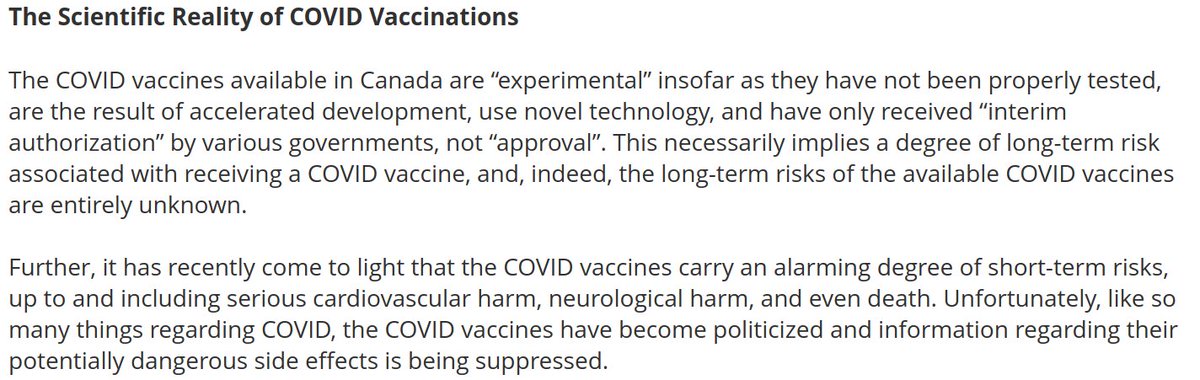 The Scientific Reality of COVID Vaccinations
The COVID vaccines available in Canada are “experimental” insofar as they have not been properly tested,
are the result of accelerated development, use novel technology, and have only received “interim
authorization” by various governments, not “approval”. This necessarily implies a degree of long-term risk
associated with receiving a COVID vaccine, and, indeed, the long-term risks of the available COVID vaccines
are entirely unknown.
Further, it has recently come to light that the COVID vaccines carry an alarming degree of short-term risks,
up to and including serious cardiovascular harm, neurological harm, and even death. Unfortunately, like so
many things regarding COVID, the COVID vaccines have become politicized and information regarding their
potentially dangerous side effects is being suppressed.